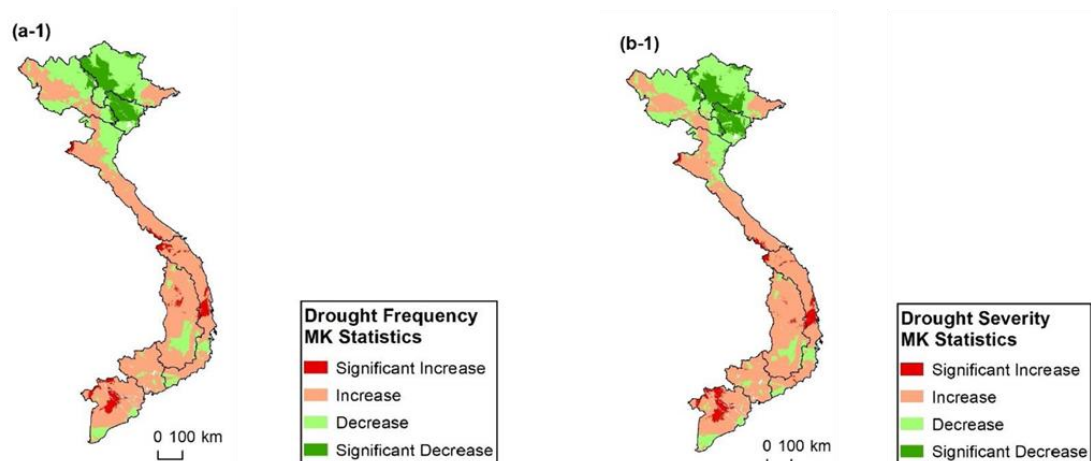 (a-1)
Drought Frequency
MK Statistics
Significant Increase
Increase
Decrease
Significant Decrease
0 100 km
(b-1)
Drought Severity
MK Statistics
Significant Increase
Increase
Decrease
Significant Decrease
0 100 km